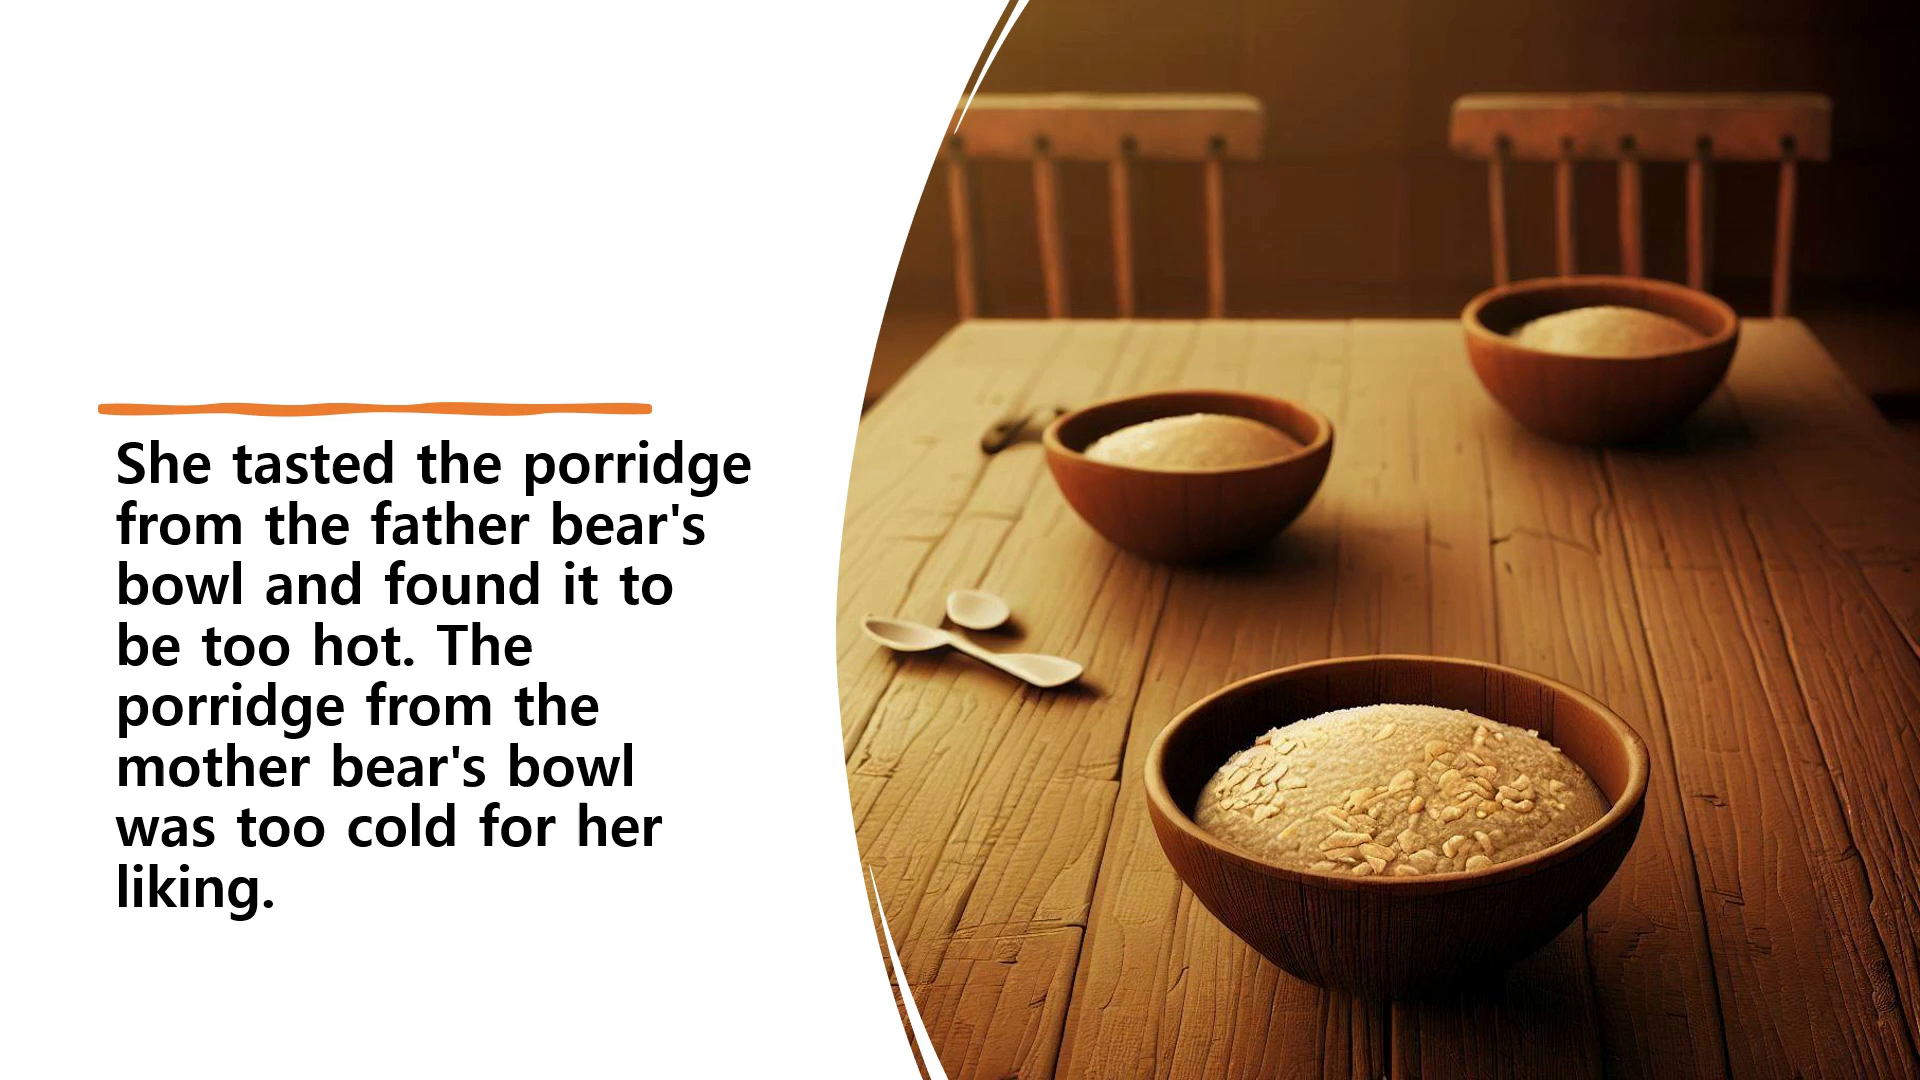 She tasted the porridge
from the father bear's
bowl and found it to
be too hot. The
porridge from the
mother bear's bowl
was too cold for her
liking.